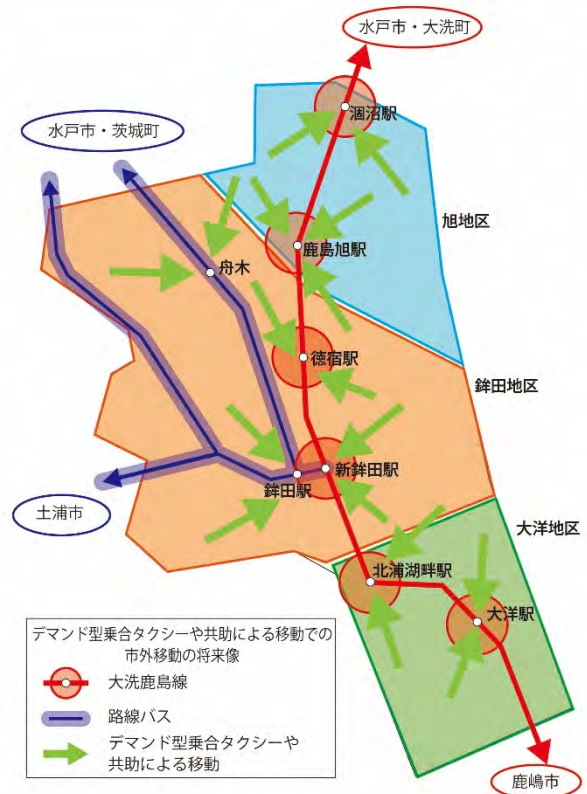 水戸市・大洗町
涸沼駅
水戸市・茨城町
旭地区
鹿島旭駅
舟木
徳宿駅
鉾田地区
新鉾田駅
鉾田駅
土浦市
大洋地区
北浦湖畔駅
大洋駅
デマンド型乗合タクシーや共助による移動での
市外移動の将来像
大洗鹿島線
路線バス
デマンド型乗合タクシーや
共助による移動
鹿嶋市